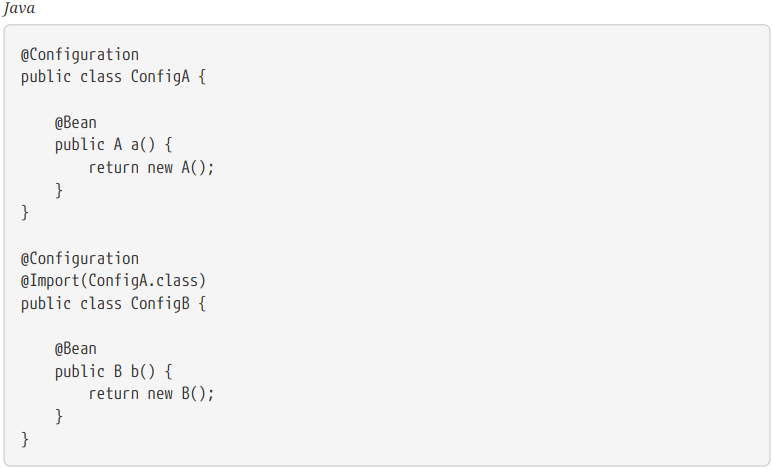 Java
@Configuration
public class ConfigA {
    @Bean
    public A a() {
        return new A();
    }
}
@Configuration
@Import(ConfigA.class)
public class ConfigB {
    @Bean
    public B b() {
        return new B();
    }
}